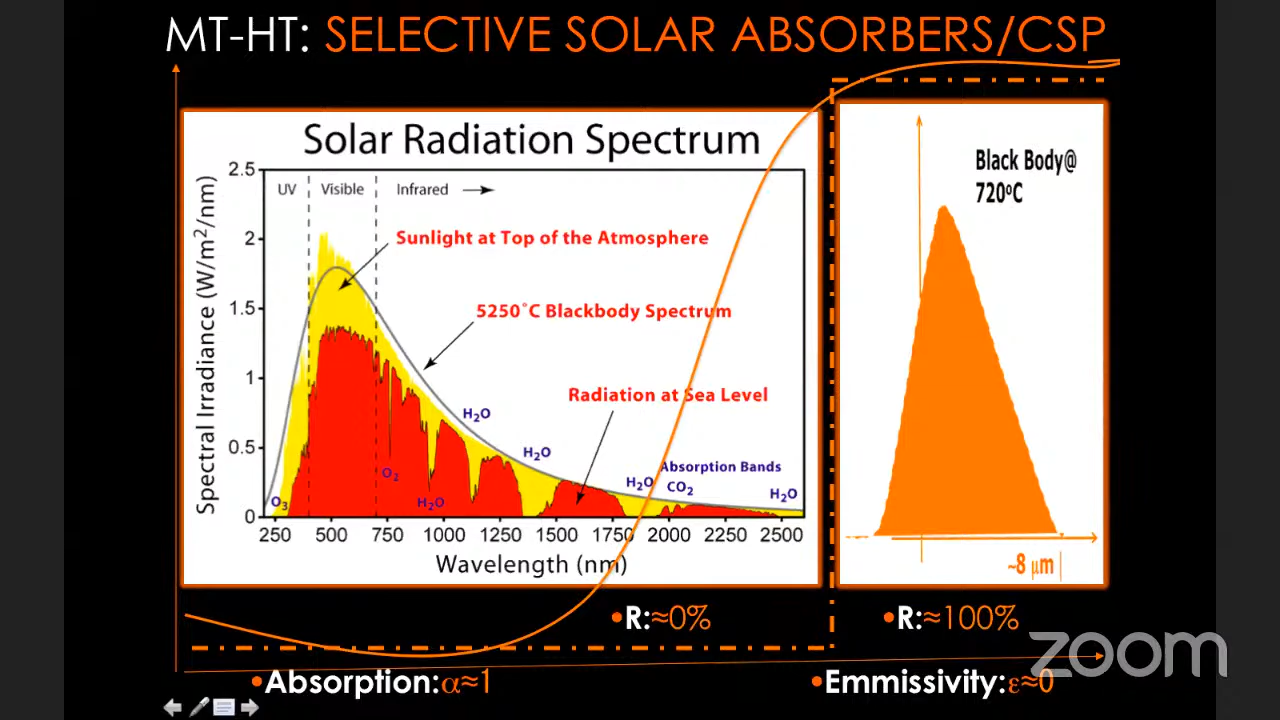 MT-HT: SELECTIVE SOLAR ABSORBERS/CSP
Solar Radiation Spectrum
Spectral Irradiance (W/m²/nm)
2.5
2
1.5
1
0.5
0
UV
Visible
Infrared
Sunlight at Top of the Atmosphere
5250°C Blackbody Spectrum
Radiation at Sea Level
O₃
O₂
H₂O
H₂O
H₂O
H₂O
Absorption Bands
CO₂
H₂O
250 500 750 1000 1250 1500 1750 2000 2250 2500
Wavelength (nm)
Black Body@
720ºC
~8 μm
•R:≈0%
•R:≈100%
•Absorption:α≈1
•Emmissivity:ε≈0
zoom